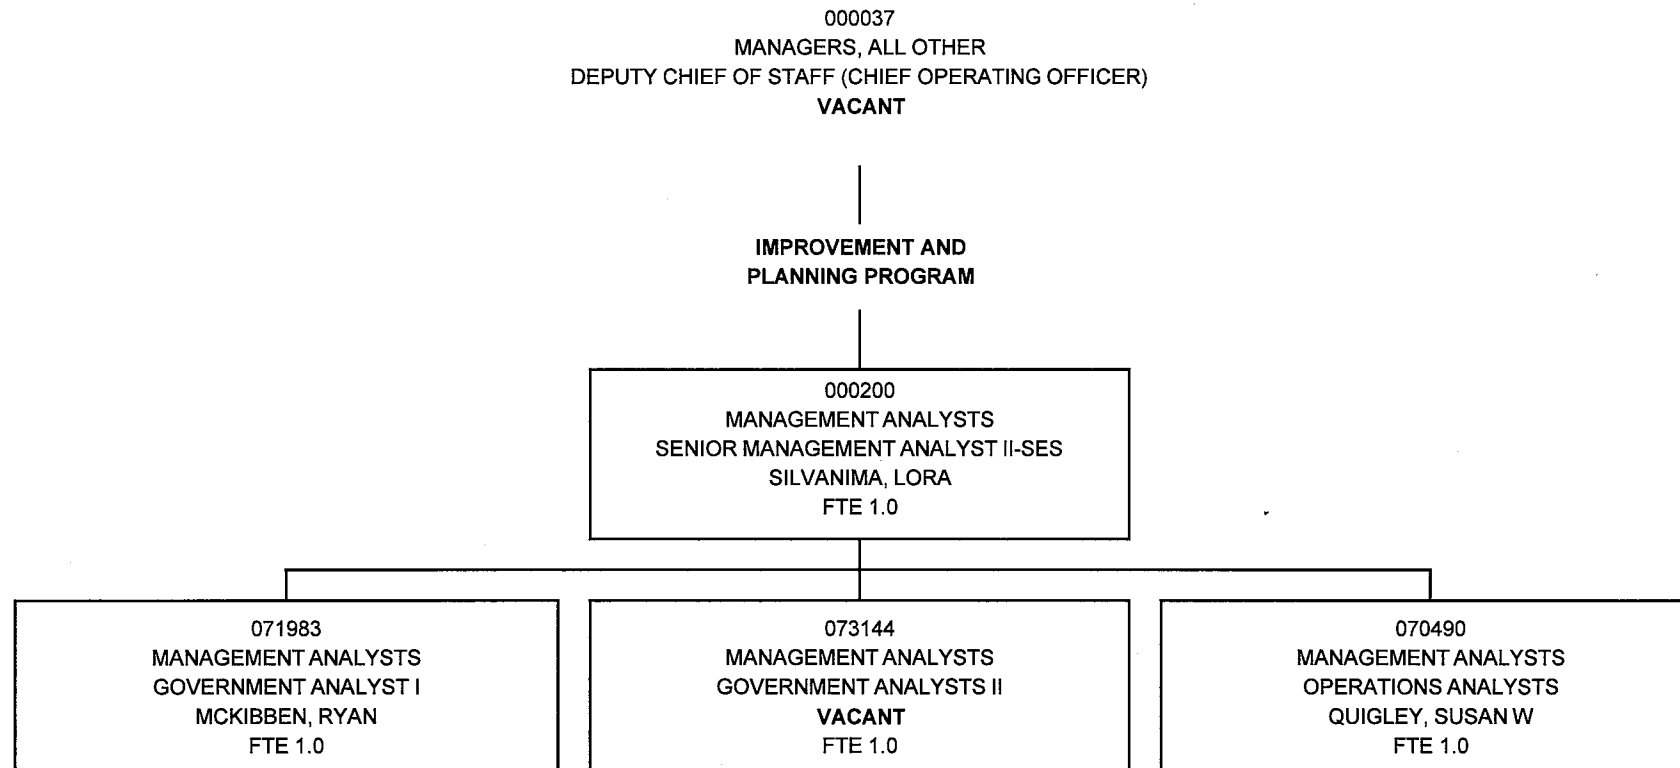 000037
MANAGERS, ALL OTHER
DEPUTY CHIEF OF STAFF (CHIEF OPERATING OFFICER)
VACANT
IMPROVEMENT AND
PLANNING PROGRAM
000200
MANAGEMENT ANALYSTS
SENIOR MANAGEMENT ANALYST II-SES
SILVANIMA, LORA
FTE 1.0
071983
MANAGEMENT ANALYSTS
GOVERNMENT ANALYST I
MCKIBBEN, RYAN
FTE 1.0
073144
MANAGEMENT ANALYSTS
GOVERNMENT ANALYSTS II
VACANT
FTE 1.0
070490
MANAGEMENT ANALYSTS
OPERATIONS ANALYSTS
QUIGLEY, SUSAN W
FTE 1.0